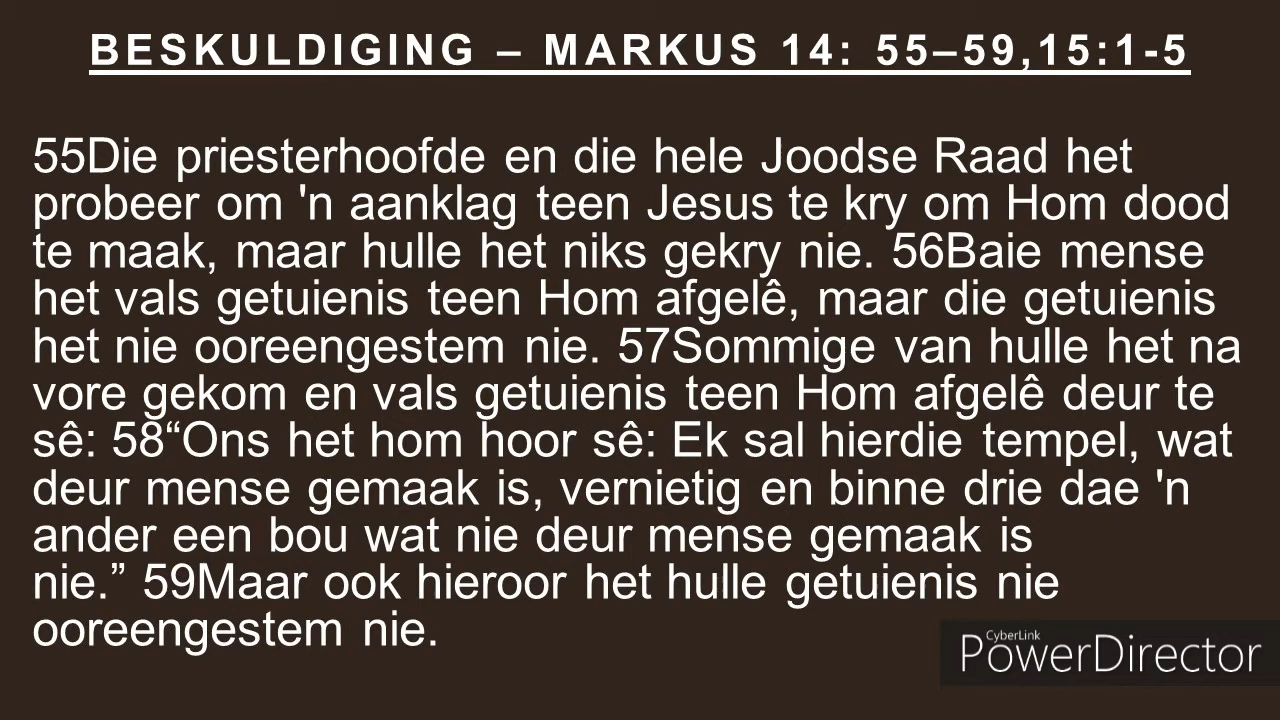 BESKULDIGING – MARKUS 14: 55–59,15:1-5
55Die priesterhoofde en die hele Joodse Raad het
probeer om 'n aanklag teen Jesus te kry om Hom dood
te maak, maar hulle het niks gekry nie. 56Baie mense
het vals getuienis teen Hom afgelê, maar die getuienis
het nie ooreengestem nie. 57Sommige van hulle het na
vore gekom en vals getuienis teen Hom afgelê deur te
sê: 58“Ons het hom hoor sê: Ek sal hierdie tempel, wat
deur mense gemaak is, vernietig en binne drie dae 'n
ander een bou wat nie deur mense gemaak is
nie.” 59Maar ook hieroor het hulle getuienis nie
ooreengestem nie.
CyberLink
PowerDirector